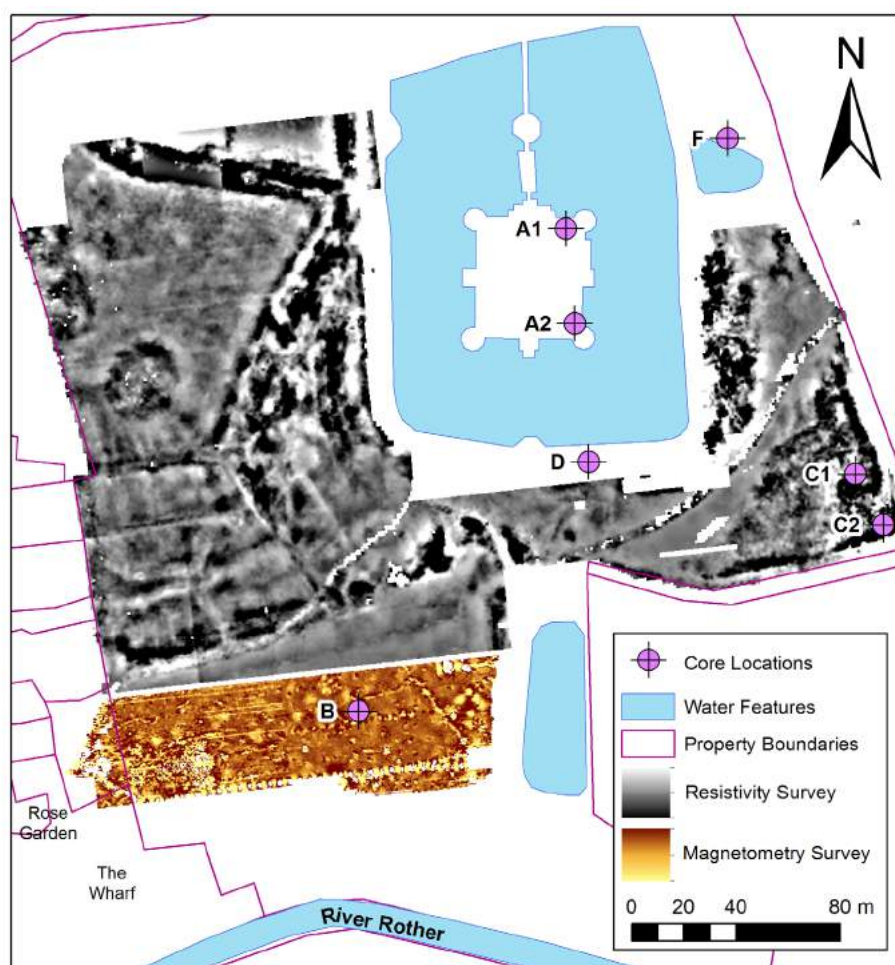 N
F
A1
A2
D
C1
C2
B
Core Locations
Water Features
Property Boundaries
Resistivity Survey
Magnetometry Survey
0 20 40 80 m
Rose
Garden
The
Wharf
River Rother